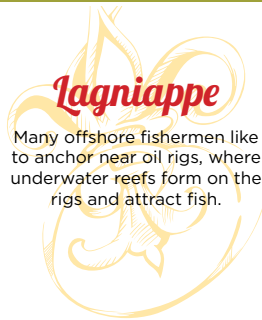 Lagniappe
Many offshore fishermen like
to anchor near oil rigs, where
underwater reefs form on the
rigs and attract fish.